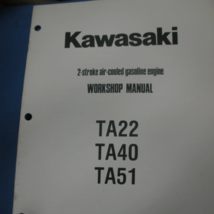 Kawasaki
2-stroke air-cooled gasoline engine
WORKSHOP MANUAL
TA22
TA40
TA51